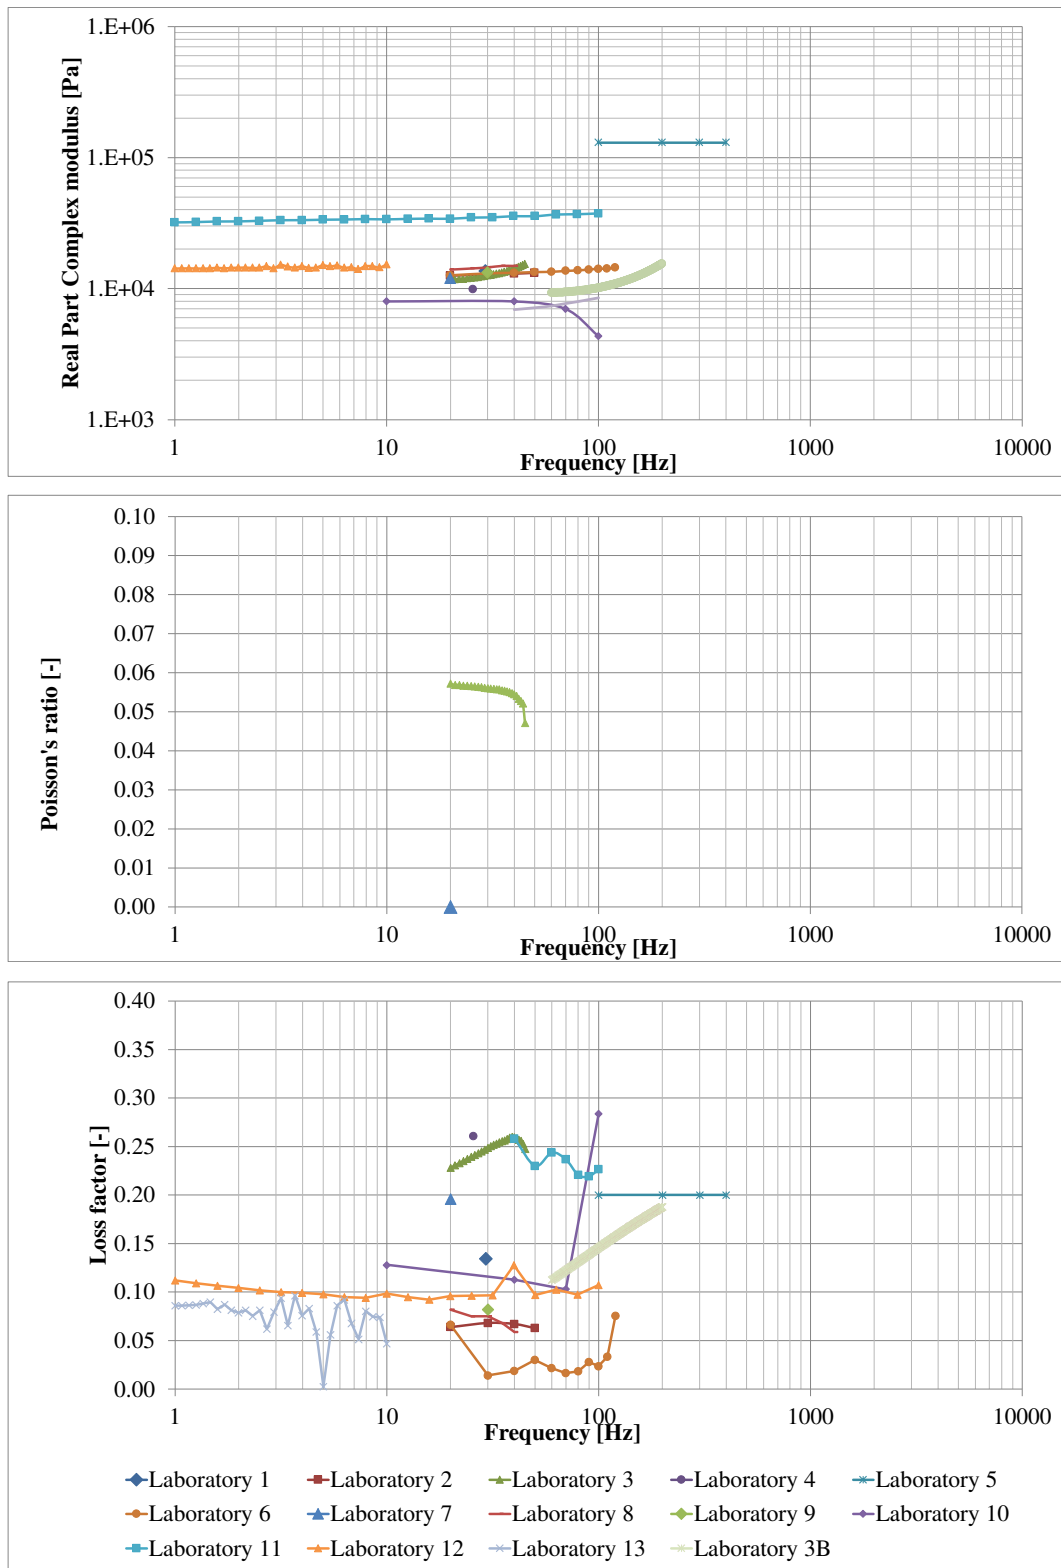 Real Part Complex modulus [Pa]
1.E+06
1.E+05
1.E+04
1.E+03
1 10 100 1000 10000
Frequency [Hz]
Poisson's ratio [-]
0.10
0.09
0.08
0.07
0.06
0.05
0.04
0.03
0.02
0.01
0.00
1 10 100 1000 10000
Frequency [Hz]
Loss factor [-]
0.40
0.35
0.30
0.25
0.20
0.15
0.10
0.05
0.00
1 10 100 1000 10000
Frequency [Hz]
Laboratory 1 Laboratory 2 Laboratory 3 Laboratory 4 Laboratory 5
Laboratory 6 Laboratory 7 Laboratory 8 Laboratory 9 Laboratory 10
Laboratory 11 Laboratory 12 Laboratory 13 Laboratory 3B